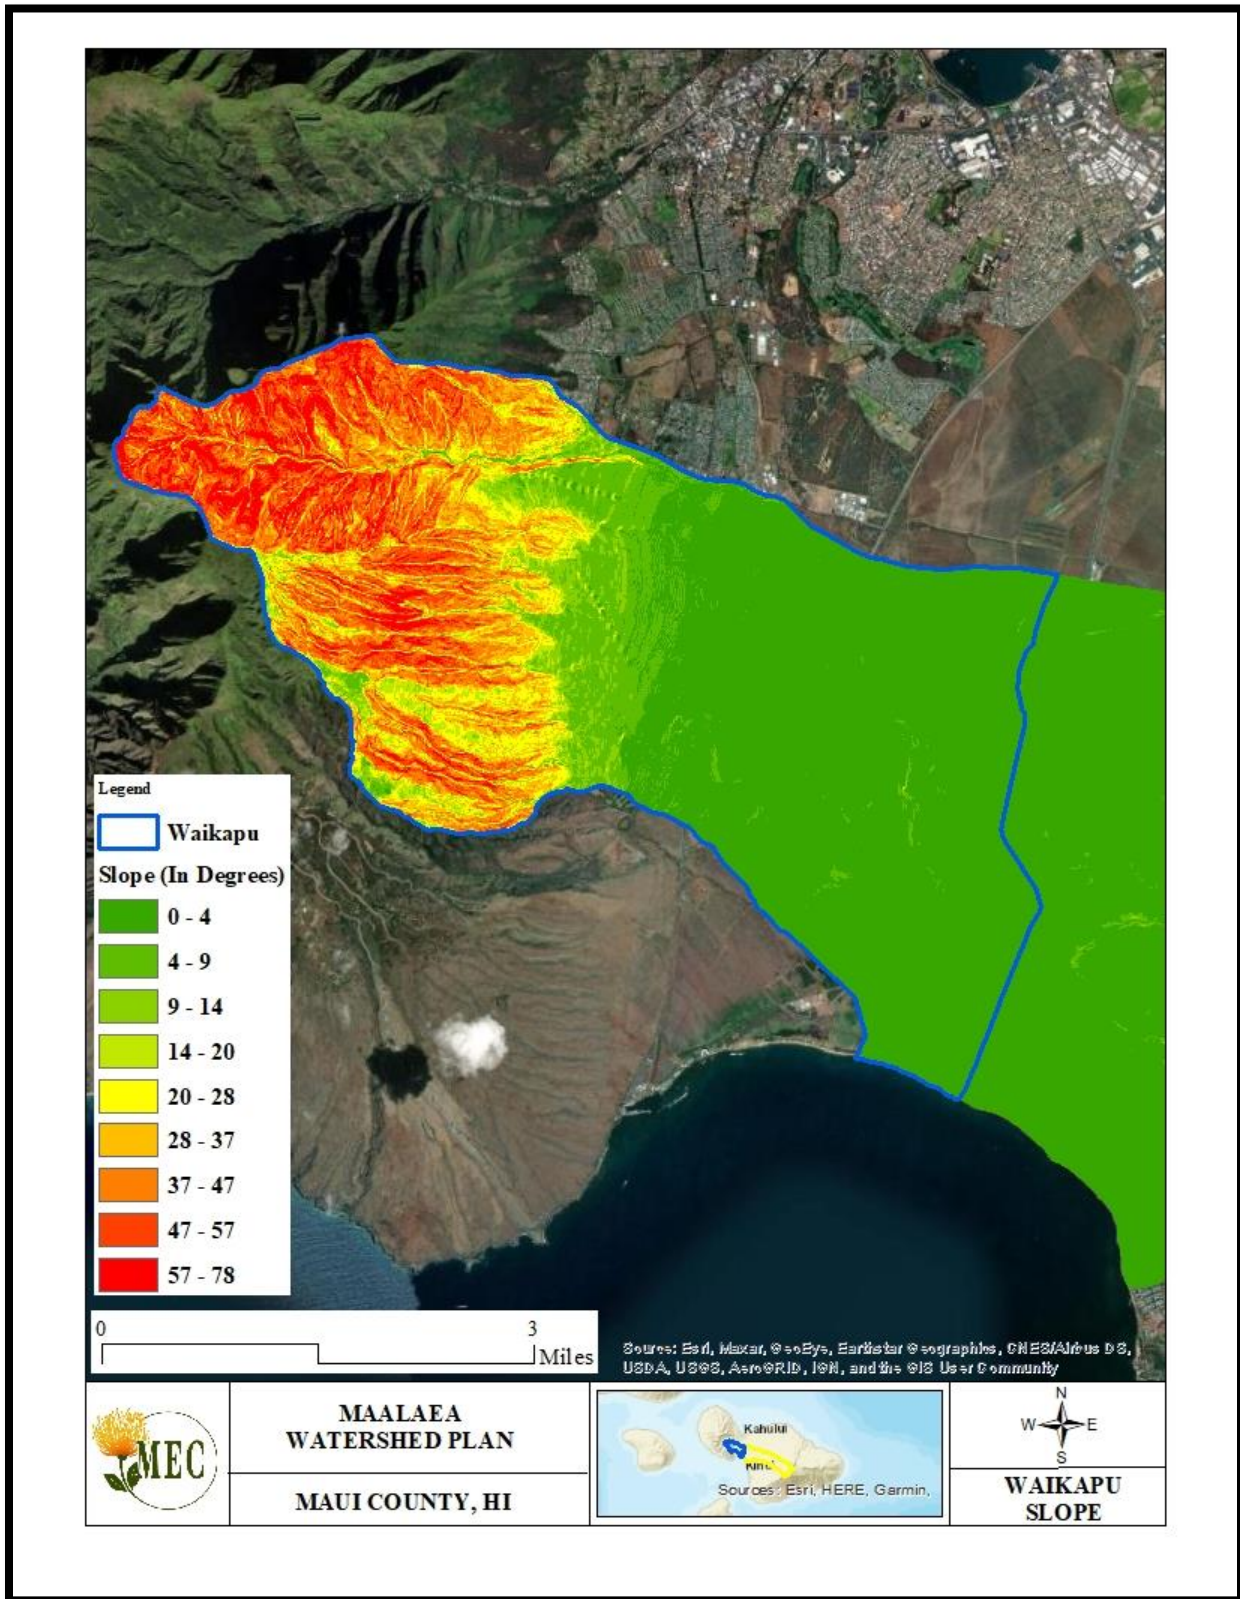 Legend
Waikapu
Slope (In Degrees)
0 - 4
4 - 9
9 - 14
14 - 20
20 - 28
28 - 37
37 - 47
47 - 57
57 - 78
0 3
Miles
Source: Esri, Maxar, GeoEye, Earthstar Geographics, CNES/Airbus DS,
USDA, USGS, AeroGRID, IGN, and the GIS User Community
MEC
MAALAEA
WATERSHED PLAN
MAUI COUNTY, HI
Kahului
Kihei
Sources: Esri, HERE, Garmin,
N
W E
S
WAIKAPU
SLOPE